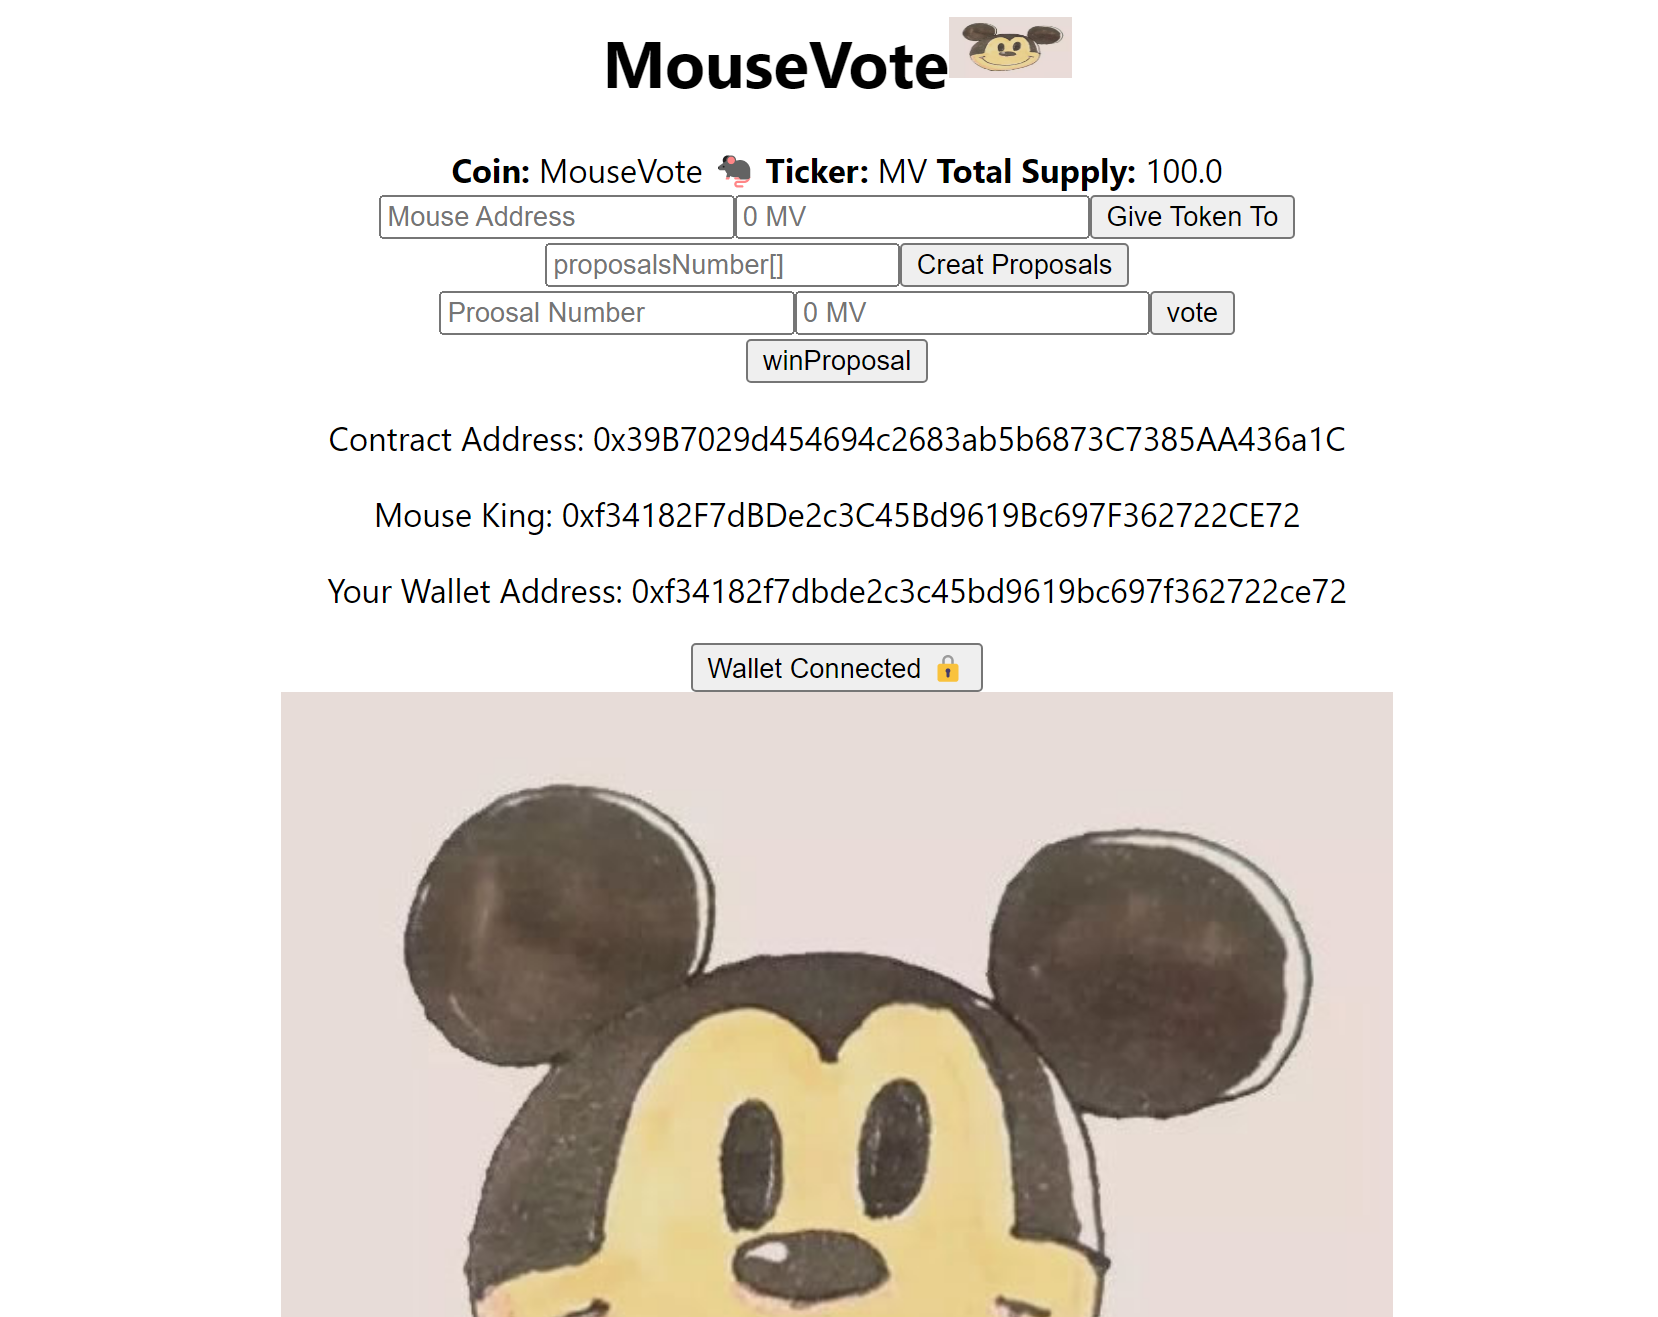 MouseVote
Coin: MouseVote 🐀 Ticker: MV Total Supply: 100.0
Mouse Address 0 MV Give Token To
proposalsNumber[] Creat Proposals
Proosal Number 0 MV vote
winProposal
Contract Address: 0x39B7029d454694c2683ab5b6873C7385AA436a1C
Mouse King: 0xf34182F7dBDe2c3C45Bd9619Bc697F362722CE72
Your Wallet Address: 0xf34182f7dbde2c3c45bd9619bc697f362722ce72
Wallet Connected 🔒